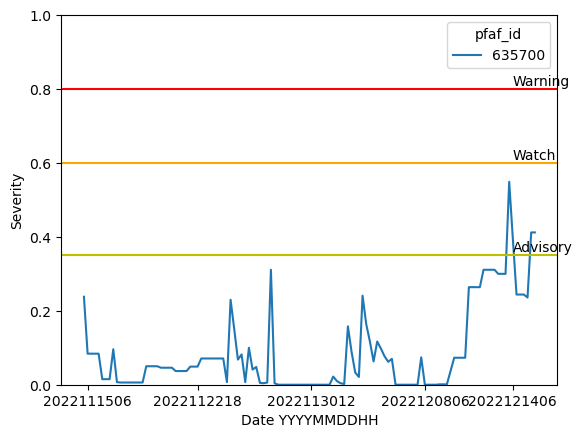 1.0
pfaf_id
635700
0.8
Warning
0.6
Watch
Severity
0.4
Advisory
0.2
0.0
2022111506
2022112218
2022113012
2022120806
2022121406
Date YYYYMMDDHH